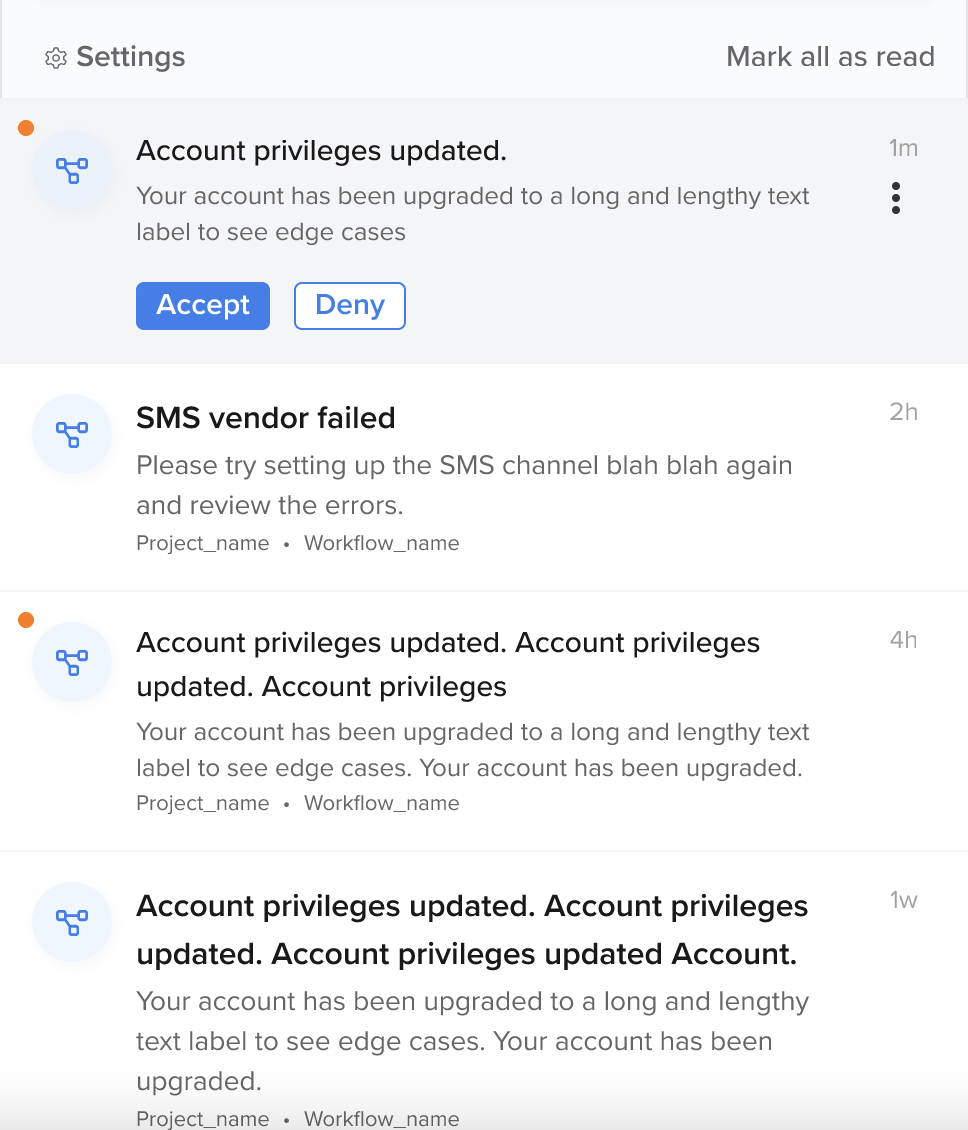 Settings
Mark all as read
Account privileges updated.
1m
Your account has been upgraded to a long and lengthy text
label to see edge cases
Accept
Deny
SMS vendor failed
2h
Please try setting up the SMS channel blah blah again
and review the errors.
Project_name • Workflow_name
Account privileges updated. Account privileges
updated. Account privileges
4h
Your account has been upgraded to a long and lengthy text
label to see edge cases. Your account has been upgraded.
Project_name • Workflow_name
Account privileges updated. Account privileges
updated. Account privileges updated Account.
1w
Your account has been upgraded to a long and lengthy
text label to see edge cases. Your account has been
upgraded.
Project_name • Workflow_name